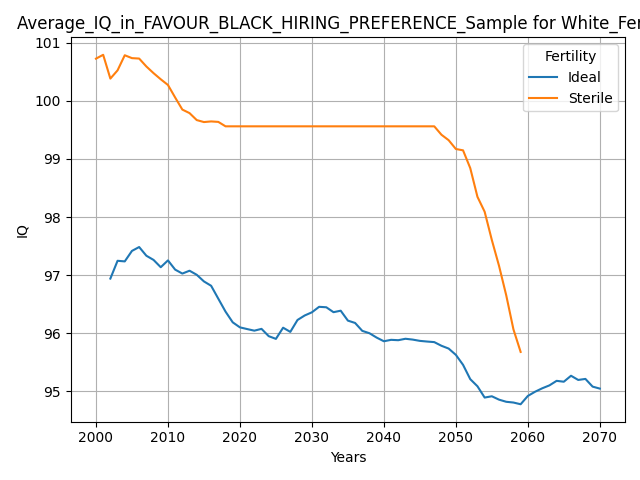 Average_IQ_in_FAVOUR_BLACK_HIRING_PREFERENCE_Sample for White_Fer
Fertility
Ideal
Sterile
IQ
101
100
99
98
97
96
95
2000 2010 2020 2030 2040 2050 2060 2070
Years